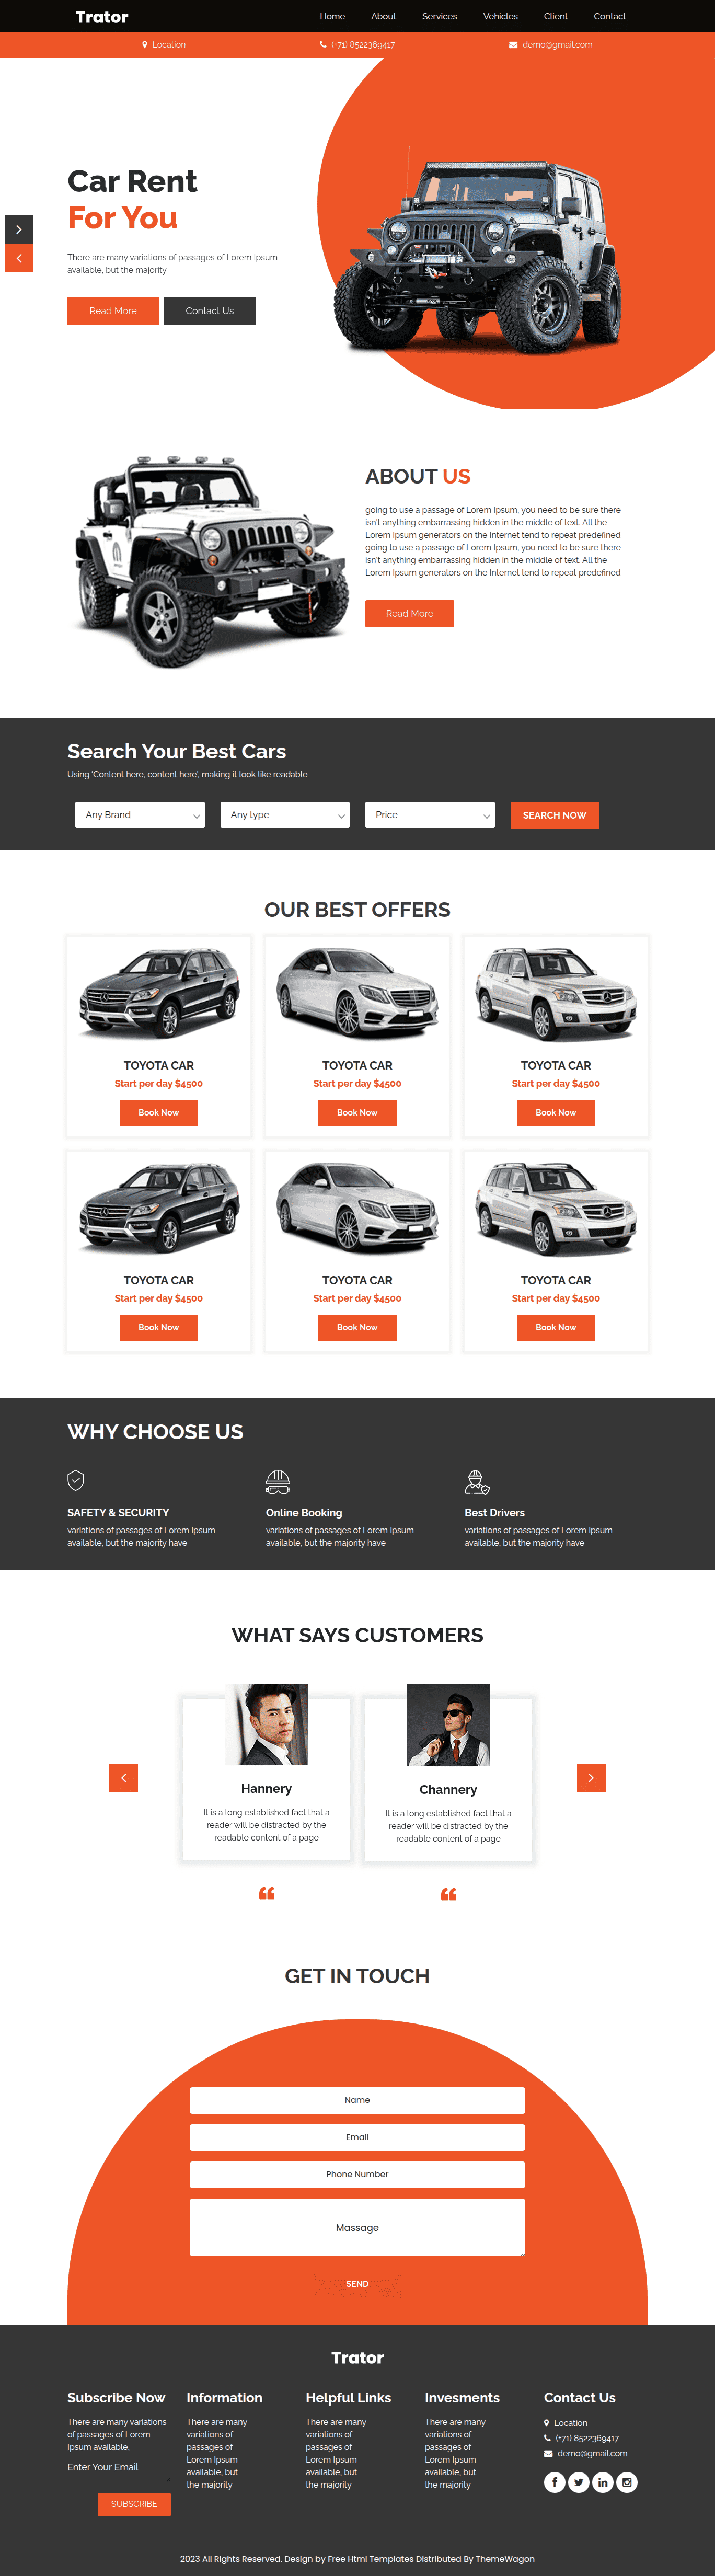 Trator
Home About Services Vehicles Client Contact
Location (+71) 8522369417 demo@gmail.com
Car Rent
For You
There are many variations of passages of Lorem Ipsum
available, but the majority
Read More Contact Us
ABOUT US
going to use a passage of Lorem Ipsum, you need to be sure there
isn't anything embarrassing hidden in the middle of text. All the
Lorem Ipsum generators on the Internet tend to repeat predefined
going to use a passage of Lorem Ipsum, you need to be sure there
isn't anything embarrassing hidden in the middle of text. All the
Lorem Ipsum generators on the Internet tend to repeat predefined
Read More
Search Your Best Cars
Using 'Content here, content here', making it look like readable
Any Brand Any type Price SEARCH NOW
OUR BEST OFFERS
TOYOTA CAR TOYOTA CAR TOYOTA CAR
Start per day $4500 Start per day $4500 Start per day $4500
Book Now Book Now Book Now
TOYOTA CAR TOYOTA CAR TOYOTA CAR
Start per day $4500 Start per day $4500 Start per day $4500
Book Now Book Now Book Now
WHY CHOOSE US
SAFETY & SECURITY
variations of passages of Lorem Ipsum
available, but the majority have
Online Booking
variations of passages of Lorem Ipsum
available, but the majority have
Best Drivers
variations of passages of Lorem Ipsum
available, but the majority have
WHAT SAYS CUSTOMERS
Hannery
It is a long established fact that a
reader will be distracted by the
readable content of a page
Channery
It is a long established fact that a
reader will be distracted by the
readable content of a page
GET IN TOUCH
Name
Email
Phone Number
Massage
SEND
Trator
Subscribe Now
There are many variations
of passages of Lorem
Ipsum available,
Enter Your Email
SUBSCRIBE
Information
There are many
variations of
passages of
Lorem Ipsum
available, but
the majority
Helpful Links
There are many
variations of
passages of
Lorem Ipsum
available, but
the majority
Invesments
There are many
variations of
passages of
Lorem Ipsum
available, but
the majority
Contact Us
Location
(+71) 8522369417
demo@gmail.com
2023 All Rights Reserved. Design by Free Html Templates Distributed By ThemeWagon